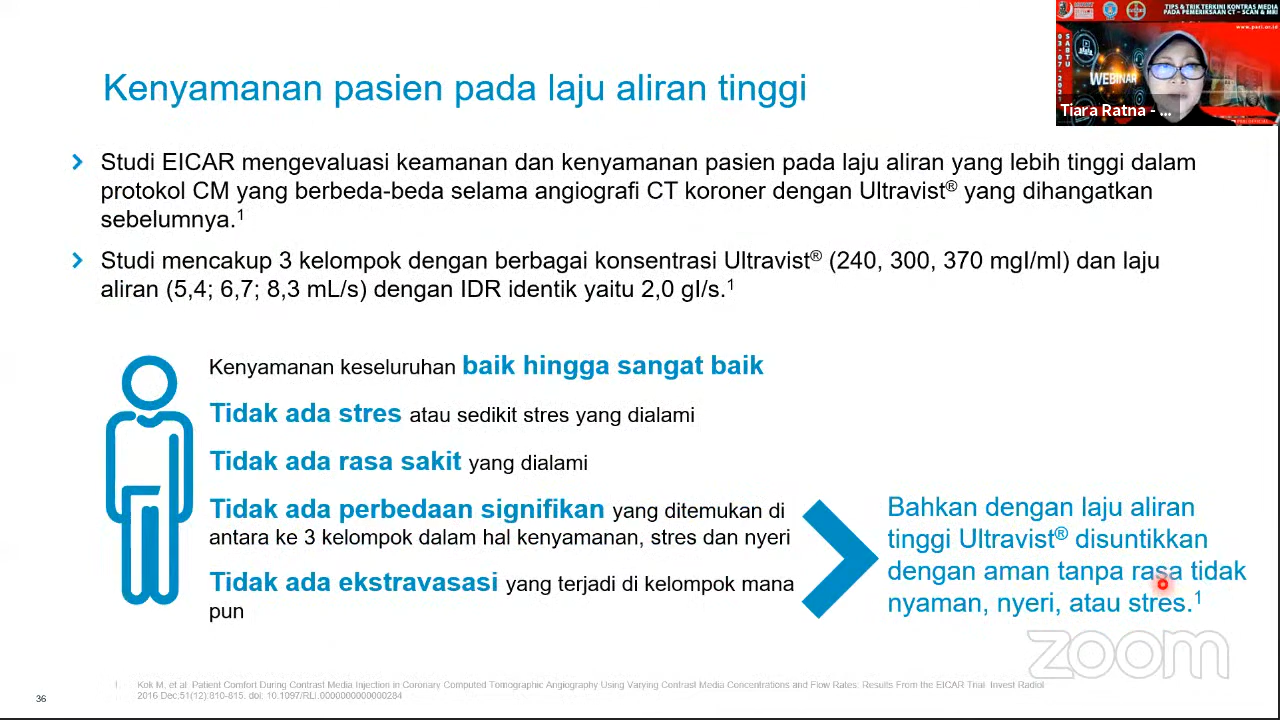 TIPS & TRIK TERKINI KONTRAS MEDIA
PADA PEMERIKSAAN CT - SCAN & MRI
SABTU
03-07-2021
WEBINAR
Tiara Ratna - ...
Kenyamanan pasien pada laju aliran tinggi
Studi EICAR mengevaluasi keamanan dan kenyamanan pasien pada laju aliran yang lebih tinggi dalam
protokol CM yang berbeda-beda selama angiografi CT koroner dengan Ultravist® yang dihangatkan
sebelumnya.1
Studi mencakup 3 kelompok dengan berbagai konsentrasi Ultravist® (240, 300, 370 mgI/ml) dan laju
aliran (5,4; 6,7; 8,3 mL/s) dengan IDR identik yaitu 2,0 gI/s.1
Kenyamanan keseluruhan baik hingga sangat baik
Tidak ada stres atau sedikit stres yang dialami
Tidak ada rasa sakit yang dialami
Tidak ada perbedaan signifikan yang ditemukan di
antara ke 3 kelompok dalam hal kenyamanan, stres dan nyeri
Tidak ada ekstravasasi yang terjadi di kelompok mana
pun
Bahkan dengan laju aliran
tinggi Ultravist® disuntikkan
dengan aman tanpa rasa tidak
nyaman, nyeri, atau stres.1
zoom
1. Kok M, et al. Patient Comfort During Contrast Media Injection in Coronary Computed Tomographic Angiography Using Varying Contrast Media Concentrations and Flow Rates: Results From the EICAR Trial. Invest Radiol
2016 Dec;51(12):810-815. doi: 10.1097/RLI.0000000000000284
36